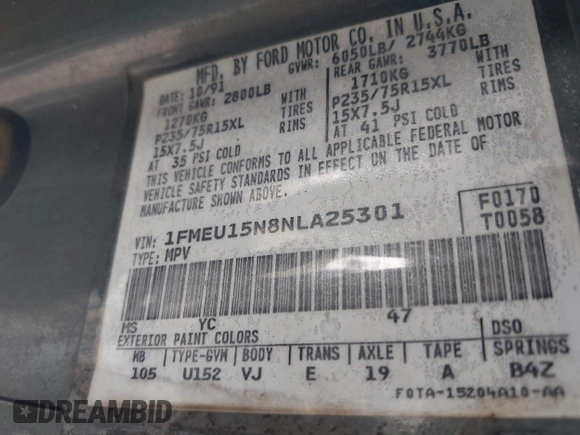 MFD. BY FORD MOTOR CO. IN U.S.A.
DATE: 10/91 GVWR: 6050LB/ 2744KG
FRONT GAWR: 2800LB REAR GAWR: 3770LB
1270KG WITH 1710KG WITH
P235/75R15XL TIRES P235/75R15XL TIRES
15X7.5J RIMS 15X7.5J RIMS
AT 35 PSI COLD AT 41 PSI COLD
THIS VEHICLE CONFORMS TO ALL APPLICABLE FEDERAL MOTOR
VEHICLE SAFETY STANDARDS IN EFFECT ON THE DATE OF
MANUFACTURE SHOWN ABOVE.
VIN: 1FMEU15N8NLA25301 F0170
TYPE: MPV T0058
MS YC 47
EXTERIOR PAINT COLORS DSO
WB TYPE-GVM BODY TRANS AXLE TAPE SPRINGS
105 U152 VJ E 19 A B4Z
F0TA-15204A10-AA
DREAMBID